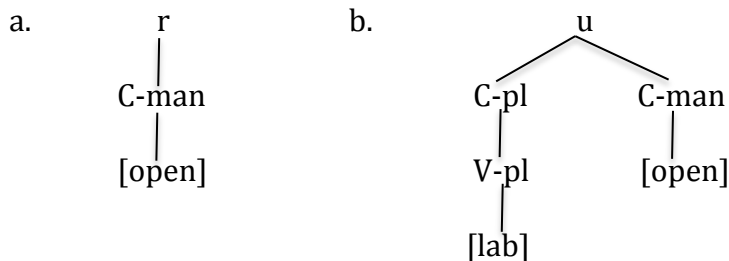 a. r b. u
C-man C-pl C-man
[open] V-pl [open]
[lab]